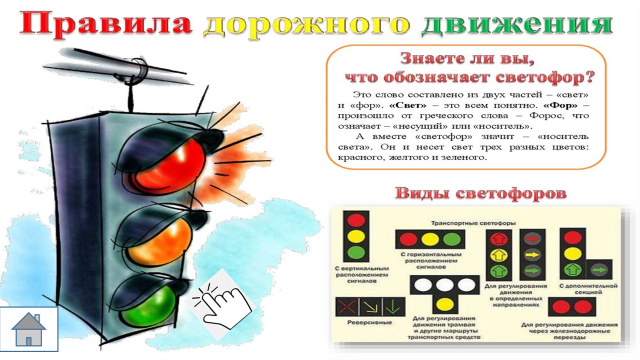 Правила дорожного движения
Знаете ли вы,
что обозначает светофор?
Это слово составлено из двух частей – «свет»
и «фор». «Свет» – это всем понятно. «Фор» –
произошло от греческого слова – Форос, что
означает – «несущий» или «носитель».
А вместе «светофор» значит – «носитель
света». Он и несет свет трех разных цветов:
красного, желтого и зеленого.
Виды светофоров
Транспортные светофоры
С вертикальным
расположением
сигналов
С горизонтальным
расположением
сигналов
Для регулирования
движения
в определенных
направлениях
С дополнительной
секцией
Реверсивные
Для регулирования
движения трамвая
и другие маршруты
транспортных средств
Для регулирования движения
через железнодорожные
переезды